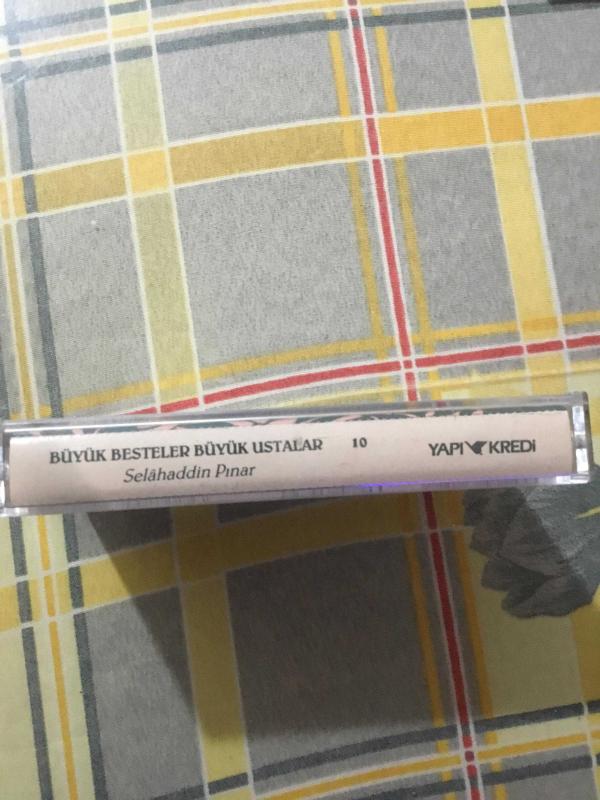 BÜYÜK BESTELER BÜYÜK USTALAR 10 YAPI KREDİ
Selâhaddin Pınar